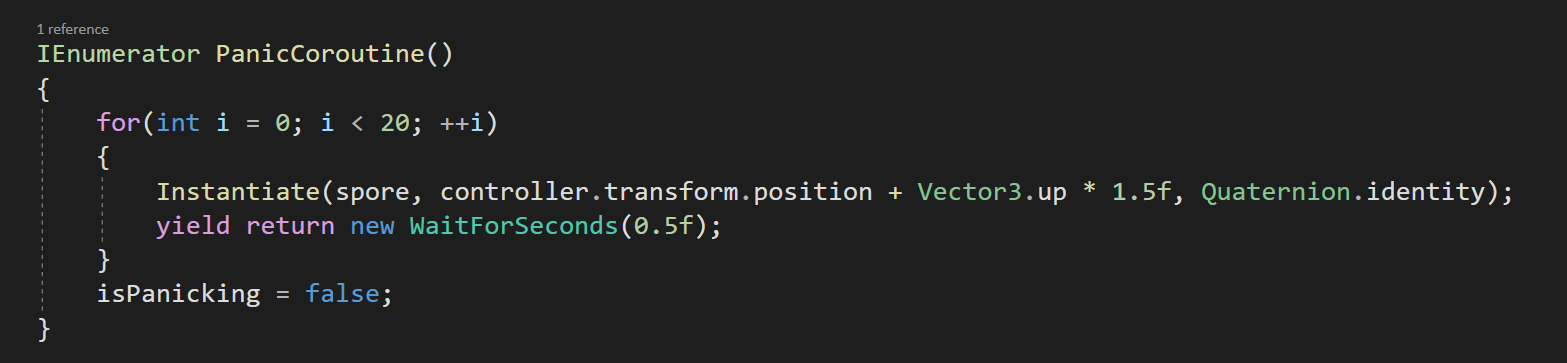 1 reference
IEnumerator PanicCoroutine()
{
for(int i = 0; i < 20; ++i)
{
Instantiate(spore, controller.transform.position + Vector3.up * 1.5f, Quaternion.identity);
yield return new WaitForSeconds(0.5f);
}
isPanicking = false;
}